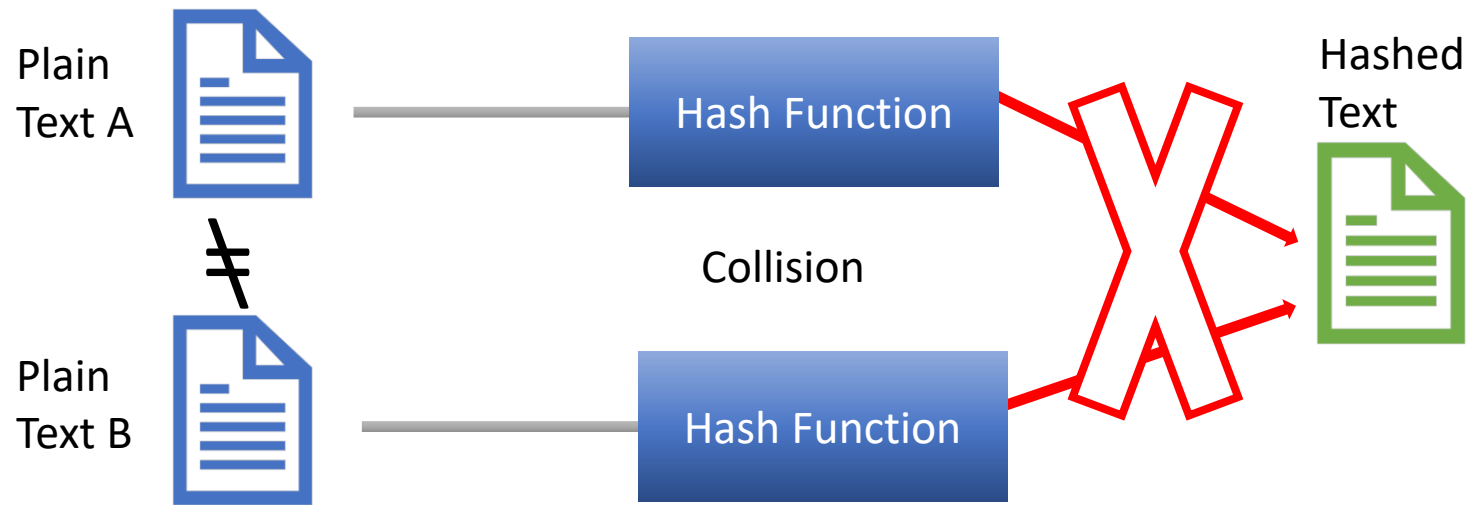 Plain
Text A
Hash Function
Hashed
Text
≠
Collision
Plain
Text B
Hash Function